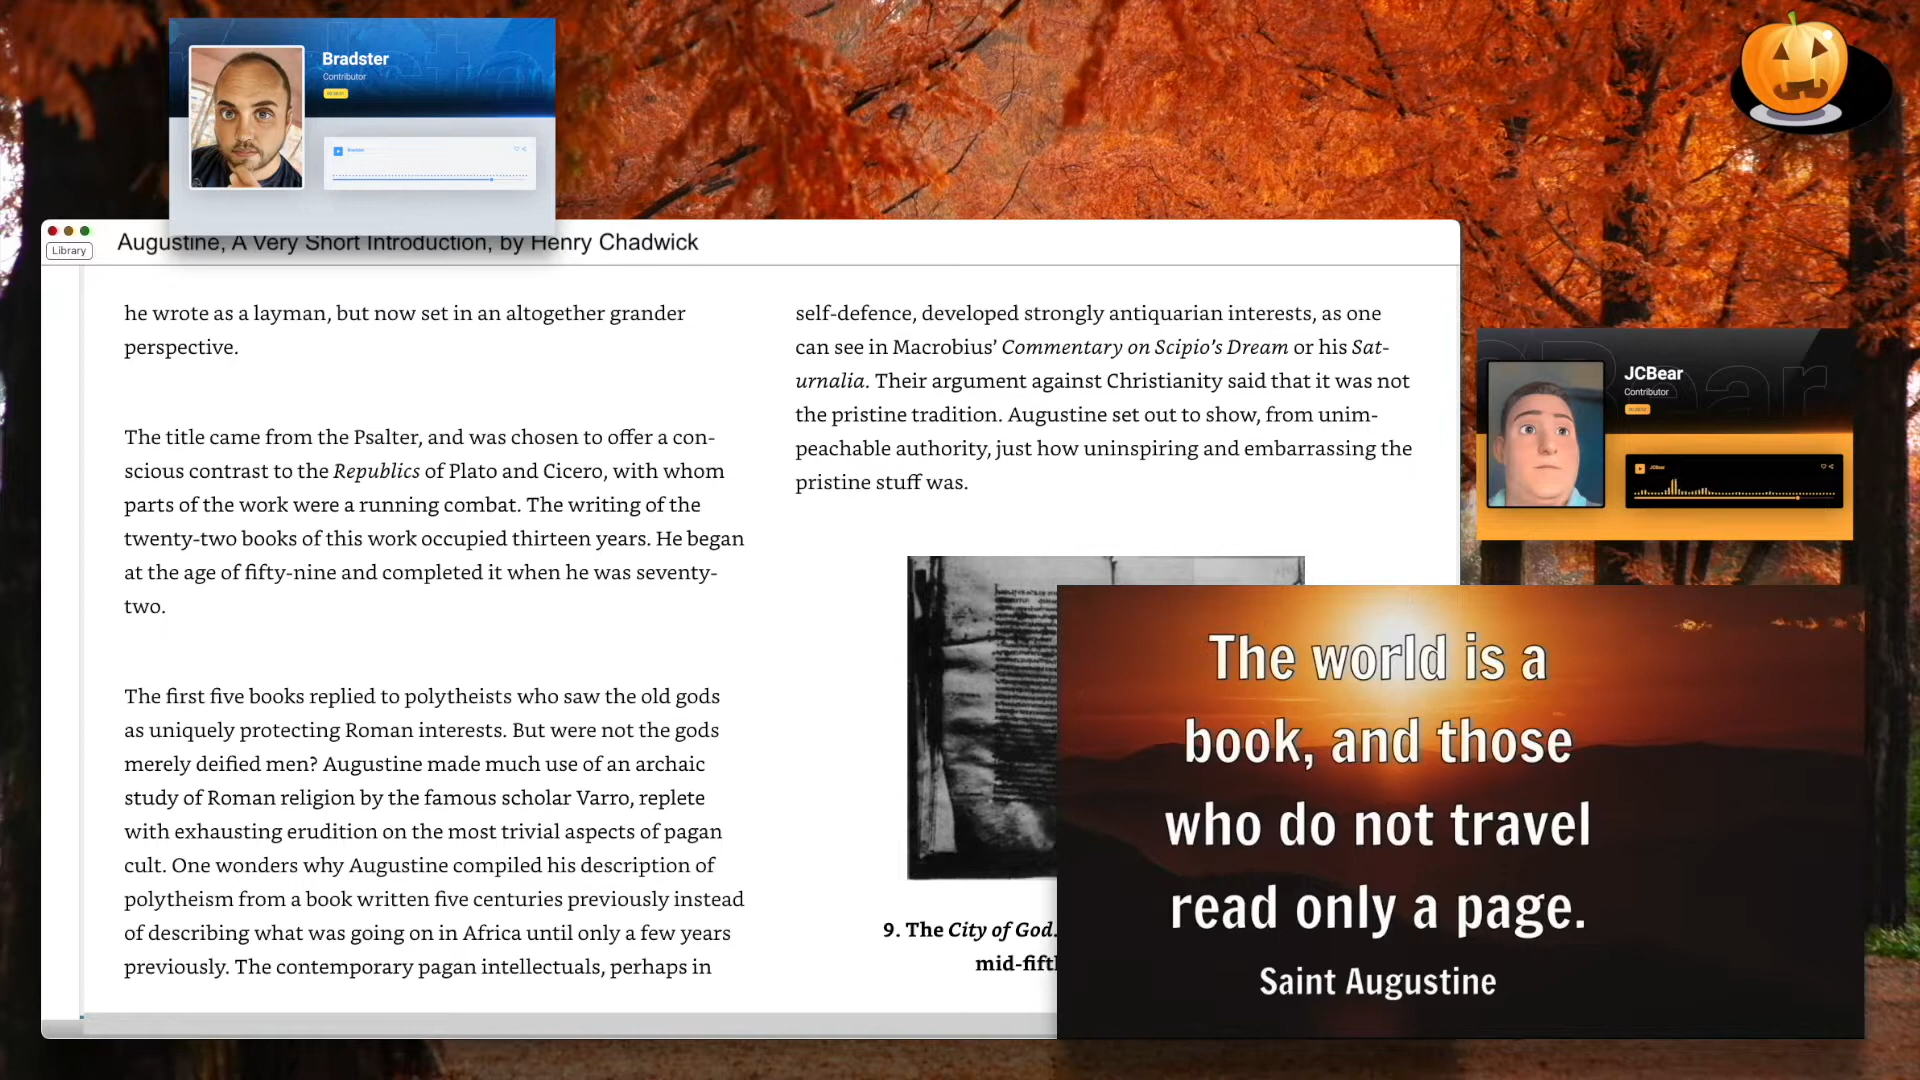 Bradster
Contributor
Bradster
Library
Augustine, A Very Short Introduction, by Henry Chadwick
he wrote as a layman, but now set in an altogether grander
perspective.
The title came from the Psalter, and was chosen to offer a con-
scious contrast to the Republics of Plato and Cicero, with whom
parts of the work were a running combat. The writing of the
twenty-two books of this work occupied thirteen years. He began
at the age of fifty-nine and completed it when he was seventy-
two.
The first five books replied to polytheists who saw the old gods
as uniquely protecting Roman interests. But were not the gods
merely deified men? Augustine made much use of an archaic
study of Roman religion by the famous scholar Varro, replete
with exhausting erudition on the most trivial aspects of pagan
cult. One wonders why Augustine compiled his description of
polytheism from a book written five centuries previously instead
of describing what was going on in Africa until only a few years
previously. The contemporary pagan intellectuals, perhaps in
self-defence, developed strongly antiquarian interests, as one
can see in Macrobius’ Commentary on Scipio’s Dream or his Sat-
urnalia. Their argument against Christianity said that it was not
the pristine tradition. Augustine set out to show, from unim-
peachable authority, just how uninspiring and embarrassing the
pristine stuff was.
9. The City of God.
JCBear
Contributor
JCBear
The world is a
book, and those
who do not travel
read only a page.
Saint Augustine